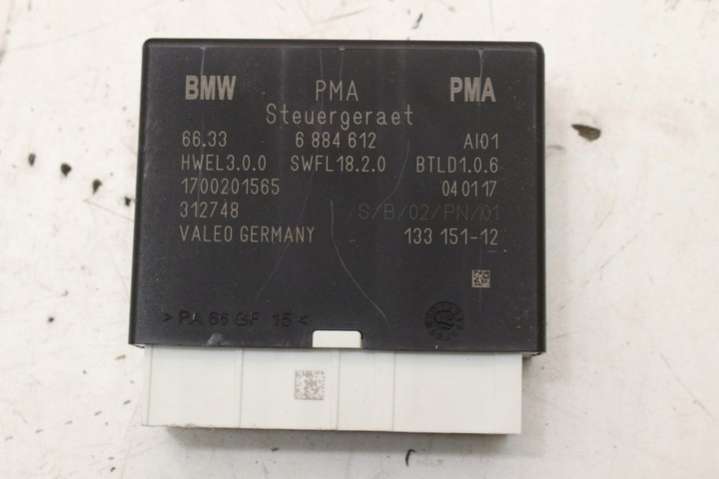 BMW PMA PMA
Steuergeraet
66.33 6 884 612 AI01
HWEL3.0.0 SWFL18.2.0 BTLD1.0.6
1700201565 040117
312748 S/B/02/PN/01
VALEO GERMANY 133 151-12
> PA 66 GF 15 <